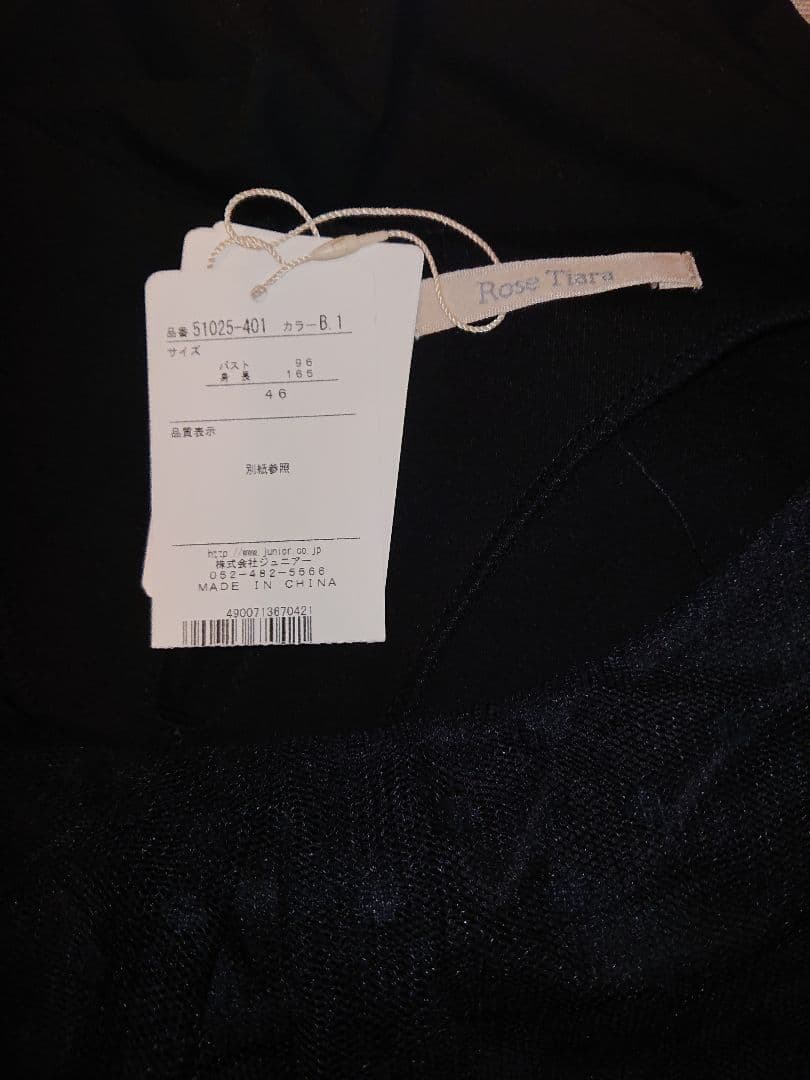 Rose Tiara
品番 51025-401 カラー B.1
サイズ
バスト 96
身長 165
46
品質表示
別紙参照
http://www.junior.co.jp
株式会社ジュニアー
052-482-5566
MADE IN CHINA
4900713670421